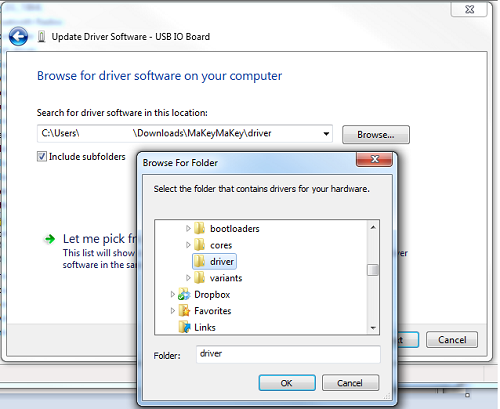 Update Driver Software - USB IO Board
Browse for driver software on your computer
Search for driver software in this location:
C:\Users\ \Downloads\MaKeyMaKey\driver
Browse...
Include subfolders
Browse For Folder
Select the folder that contains drivers for your hardware.
bootloaders
cores
driver
variants
Dropbox
Favorites
Links
Folder: driver
OK Cancel
Let me pick
This list will show
software in the
Cancel